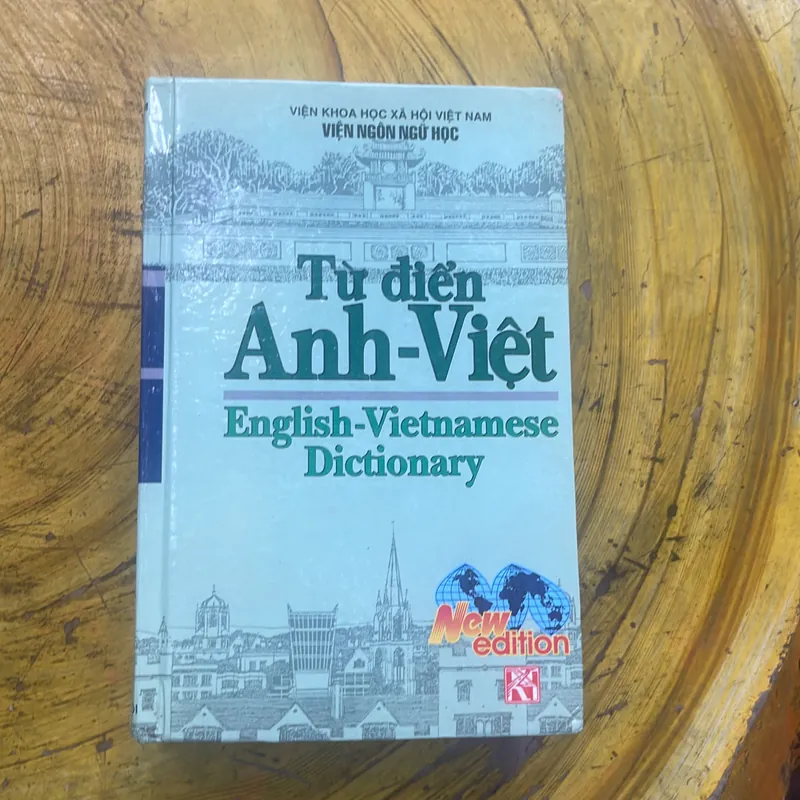 VIỆN KHOA HỌC XÃ HỘI VIỆT NAM
VIỆN NGÔN NGỮ HỌC
Từ điển
Anh-Việt
English-Vietnamese
Dictionary
New
edition